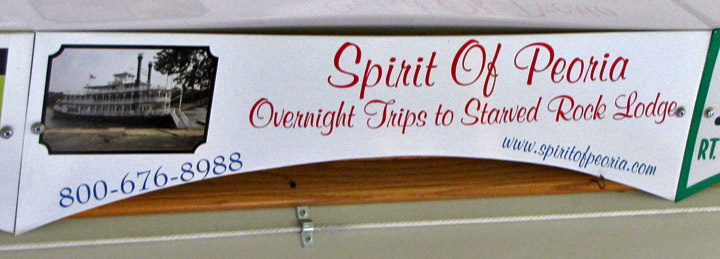 Spirit Of Peoria
Overnight Trips to Starved Rock Lodge
www.spiritofpeoria.com
800-676-8988
RT.